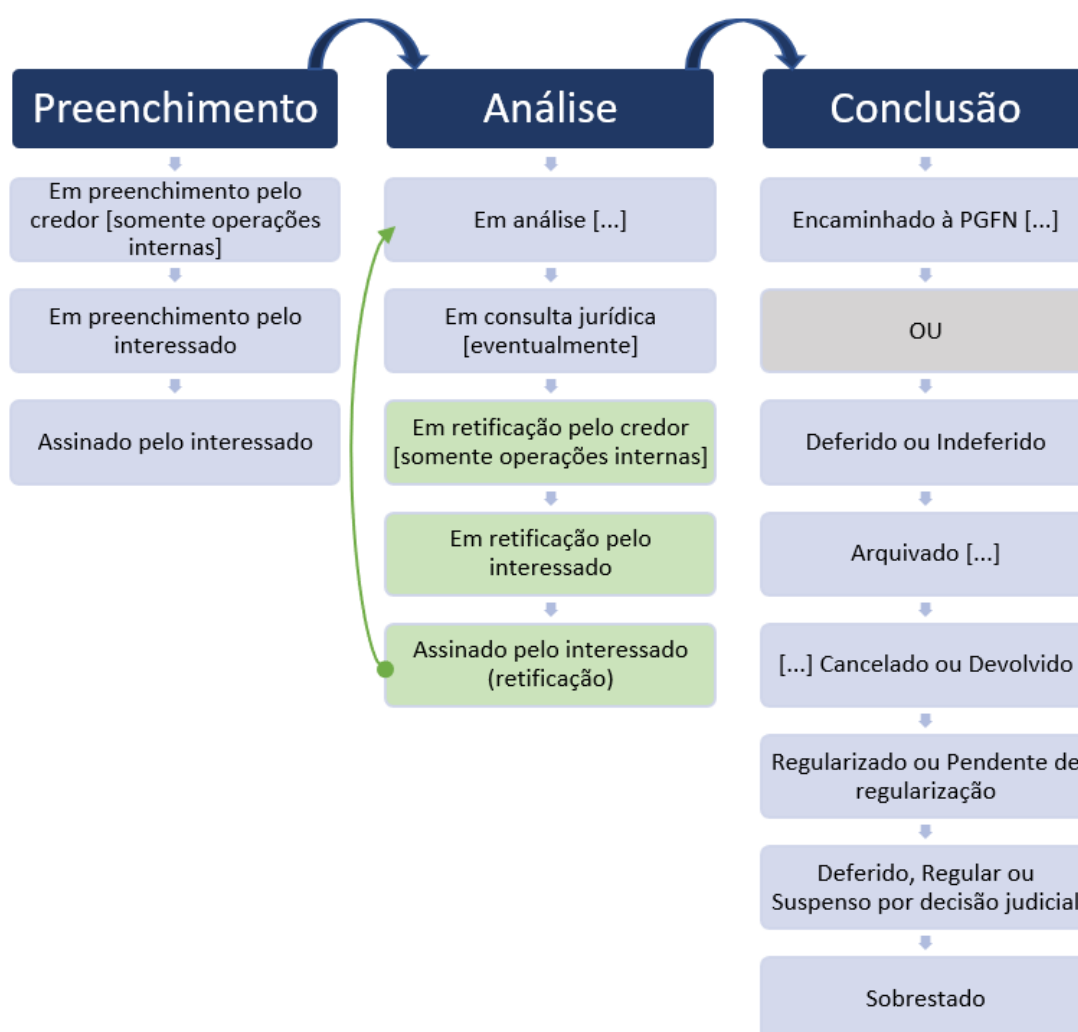 Preenchimento
Em preenchimento pelo
credor [somente operações
internas]
Em preenchimento pelo
interessado
Assinado pelo interessado
Análise
Em análise [...]
Em consulta jurídica
[eventualmente]
Em retificação pelo credor
[somente operações internas]
Em retificação pelo
interessado
Assinado pelo interessado
(retificação)
Conclusão
Encaminhado à PGFN [...]
OU
Deferido ou Indeferido
Arquivado [...]
[...] Cancelado ou Devolvido
Regularizado ou Pendente de
regularização
Deferido, Regular ou
Suspenso por decisão judicial
Sobrestado